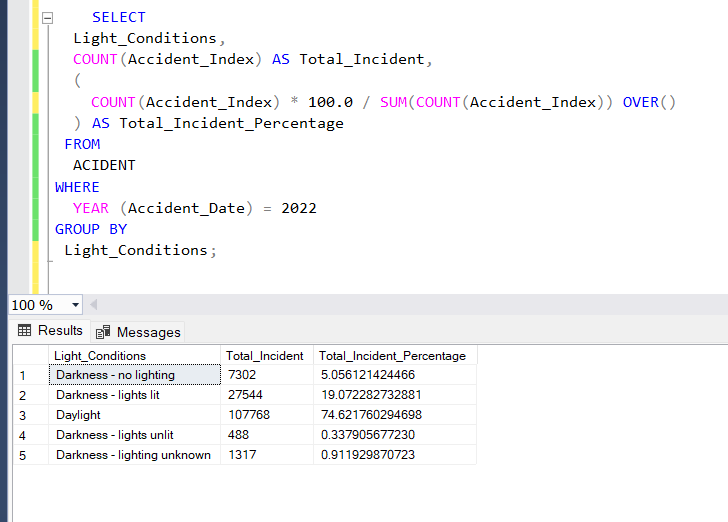 SELECT
Light_Conditions,
COUNT(Accident_Index) AS Total_Incident,
(
COUNT(Accident_Index) * 100.0 / SUM(COUNT(Accident_Index)) OVER()
) AS Total_Incident_Percentage
FROM
ACIDENT
WHERE
YEAR (Accident_Date) = 2022
GROUP BY
Light_Conditions;
100 %
Results Messages
Light_Conditions Total_Incident Total_Incident_Percentage
1 Darkness - no lighting 7302 5.056121424466
2 Darkness - lights lit 27544 19.072282732881
3 Daylight 107768 74.621760294698
4 Darkness - lights unlit 488 0.337905677230
5 Darkness - lighting unknown 1317 0.911929870723